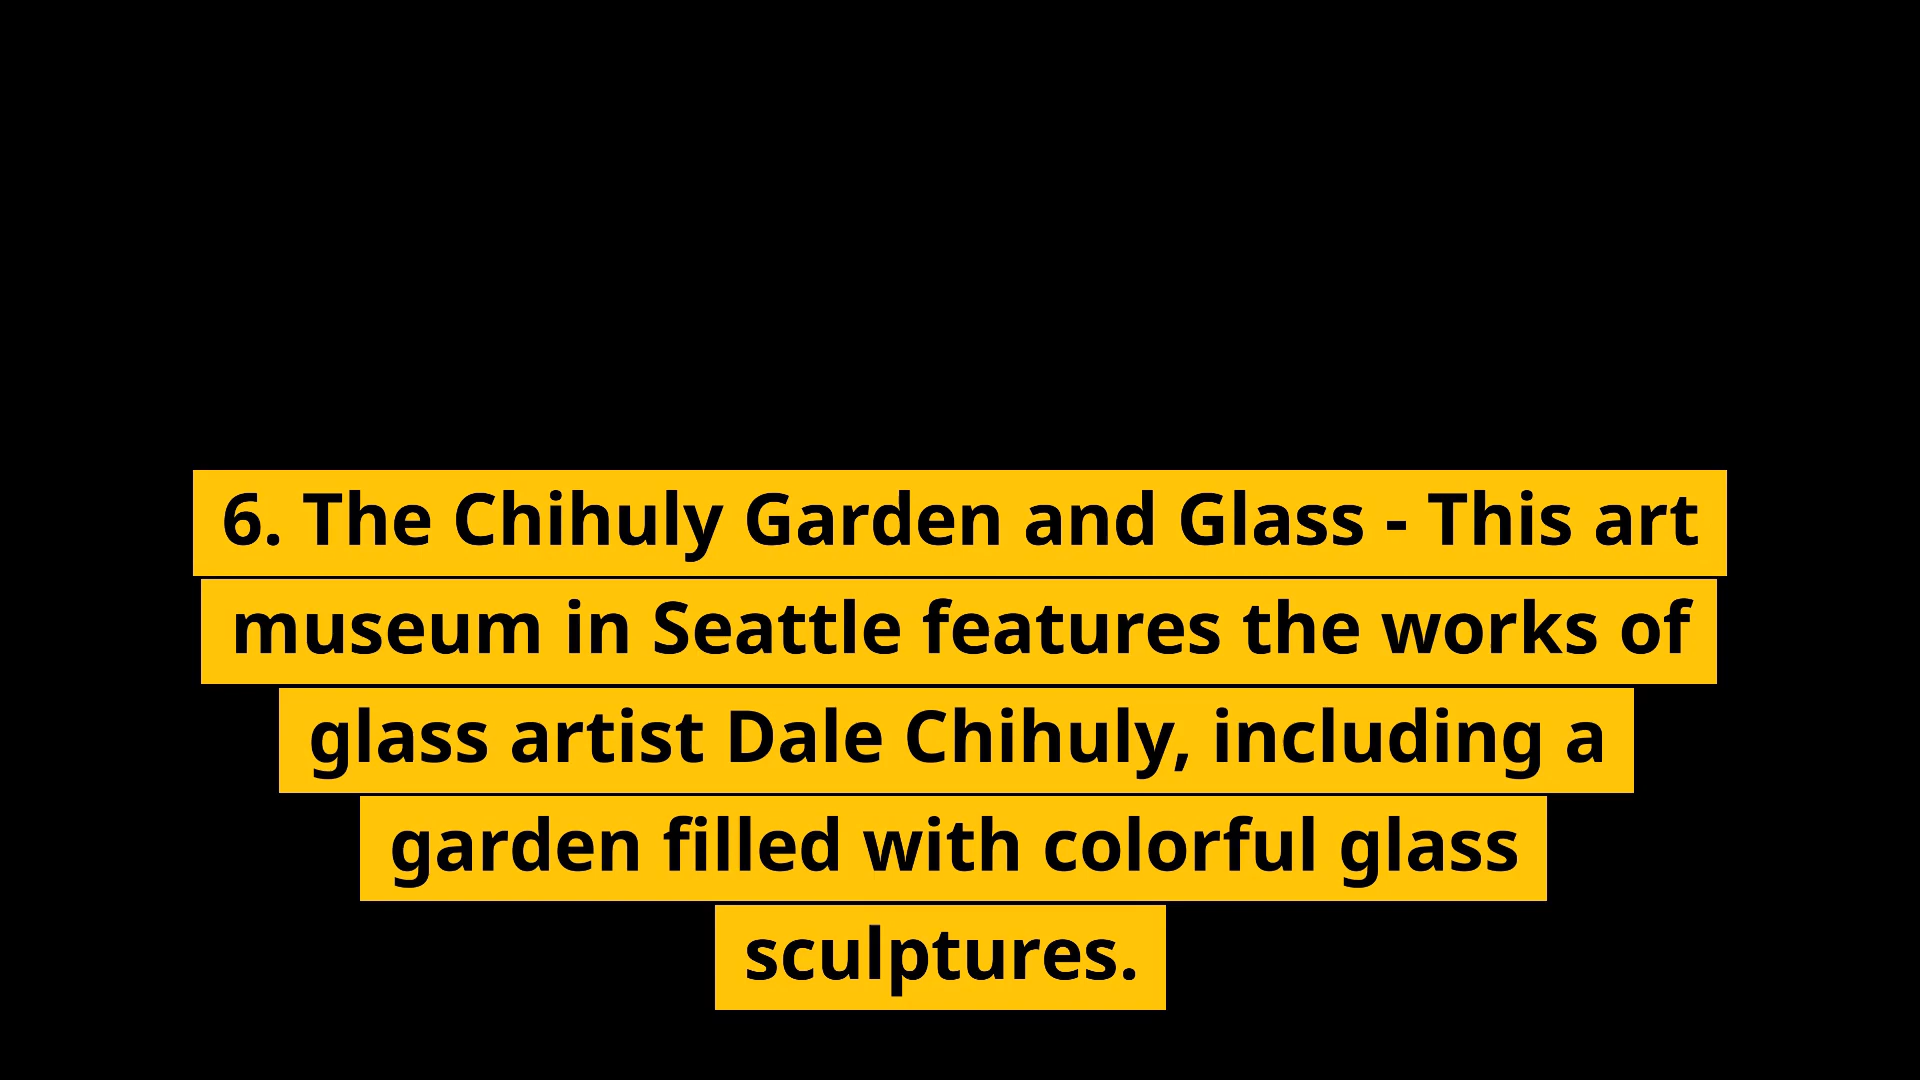 6. The Chihuly Garden and Glass - This art
museum in Seattle features the works of
glass artist Dale Chihuly, including a
garden filled with colorful glass
sculptures.